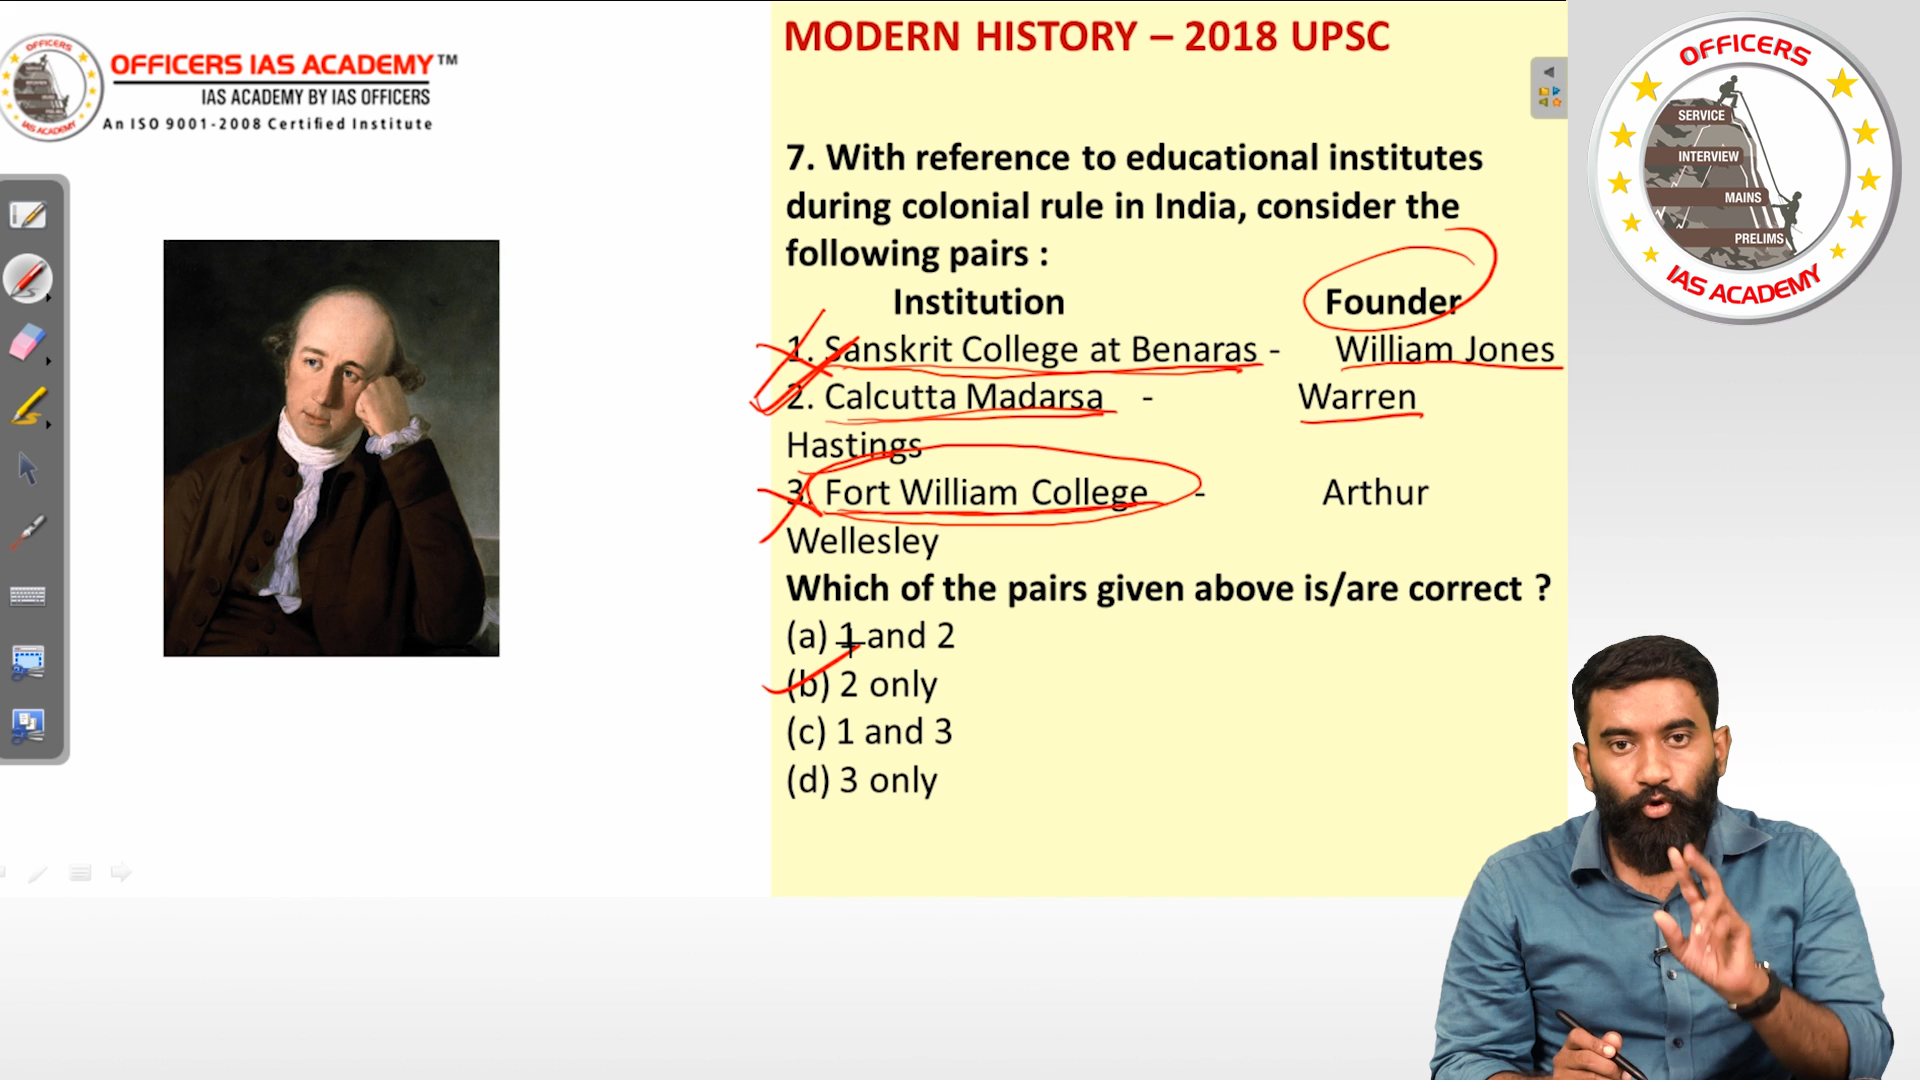 OFFICERS
IAS ACADEMY
OFFICERS IAS ACADEMY™
IAS ACADEMY BY IAS OFFICERS
An ISO 9001-2008 Certified Institute
MODERN HISTORY – 2018 UPSC
7. With reference to educational institutes
during colonial rule in India, consider the
following pairs :
Institution Founder
1. Sanskrit College at Benaras - William Jones
2. Calcutta Madarsa - Warren
Hastings
3. Fort William College - Arthur
Wellesley
Which of the pairs given above is/are correct ?
(a) 1 and 2
(b) 2 only
(c) 1 and 3
(d) 3 only
OFFICERS
SERVICE
INTERVIEW
MAINS
PRELIMS
IAS ACADEMY